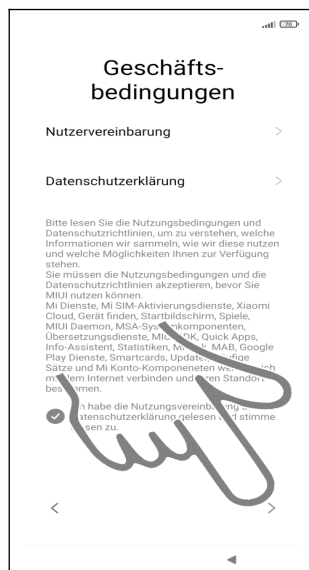 70
Geschäfts-
bedingungen
Nutzervereinbarung
Datenschutzerklärung
Bitte lesen Sie die Nutzungsbedingungen und
Datenschutzrichtlinien, um zu verstehen, welche
Informationen wir sammeln, wie wir diese nutzen
und welche Möglichkeiten Ihnen zur Verfügung
stehen.
Sie müssen die Nutzungsbedingungen und die
Datenschutzrichtlinien akzeptieren, bevor Sie
MIUI nutzen können.
Mi Dienste, Mi SIM-Aktivierungsdienste, Xiaomi
Cloud, Gerät finden, Startbildschirm, Spiele,
MIUI Daemon, MSA-Systemkomponenten,
Übersetzungsdienste, Quick Apps,
Info-Assistent, Statistiken, MAB, Google
Play Dienste, Smartcards,
Sätze und Mi Konto-Komponeneten
dem Internet verbinden und Standort
habe die Nutzungsvereinbarung
Datenschutzerklärung gelesen und stimme
zu.